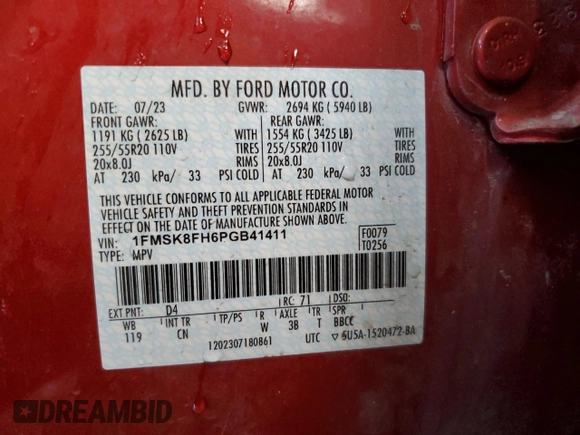 MFD. BY FORD MOTOR CO.
DATE: 07/23 GVWR: 2694 KG ( 5940 LB)
FRONT GAWR: REAR GAWR:
1191 KG ( 2625 LB) WITH 1554 KG ( 3425 LB) WITH
255/55R20 110V TIRES 255/55R20 110V TIRES
20x8.0J RIMS 20x8.0J RIMS
AT 230 kPa/ 33 PSI COLD AT 230 kPa/ 33 PSI COLD
THIS VEHICLE CONFORMS TO ALL APPLICABLE FEDERAL MOTOR
VEHICLE SAFETY AND THEFT PREVENTION STANDARDS IN
EFFECT ON THE DATE OF MANUFACTURE SHOWN ABOVE.
VIN: 1FMSK8FH6PGB41411 F0079
TYPE: MPV T0256
EXT PNT: D4 RC: 71 DSO:
WB INT TR TP/PS R AXLE TR SPR
119 CN W 3B T BBCC
1202307180861 UTC ▽ 5U5A-1520472-BA
DREAMBID